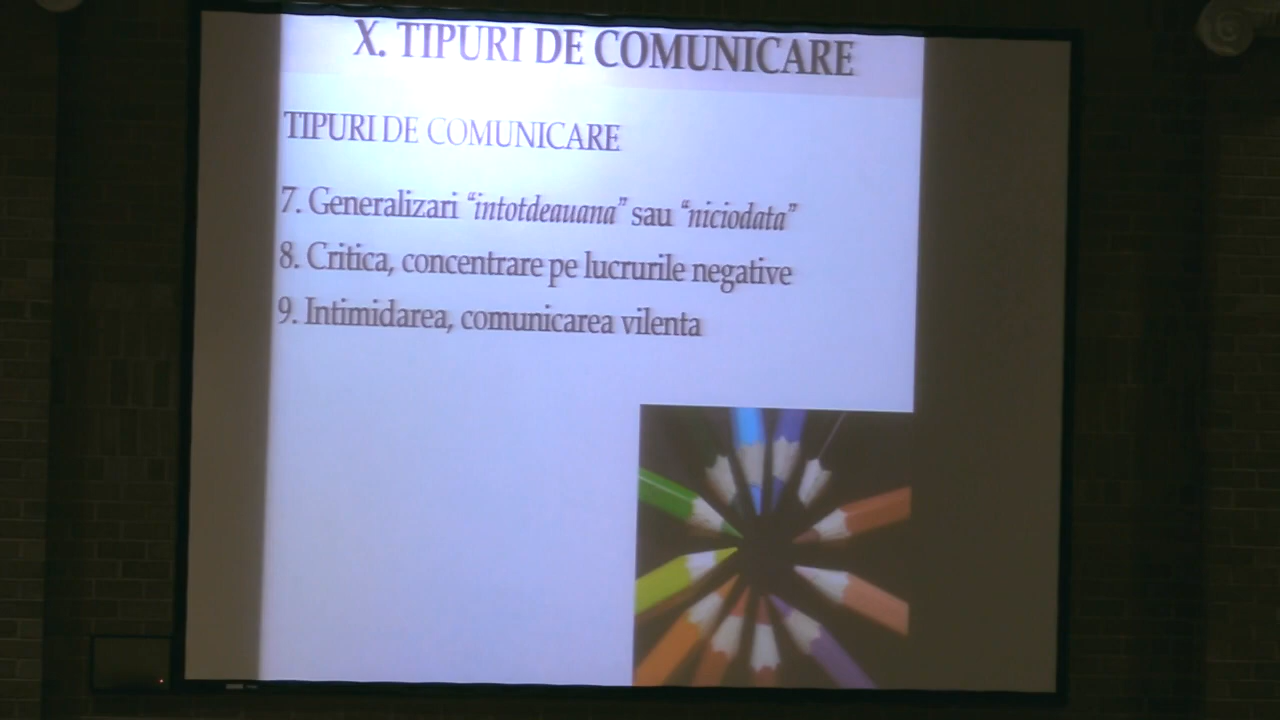 X. TIPURI DE COMUNICARE
TIPURI DE COMUNICARE
7. Generalizari “intotdeauana” sau “niciodata”
8. Critica, concentrare pe lucrurile negative
9. Intimidarea, comunicarea vilenta